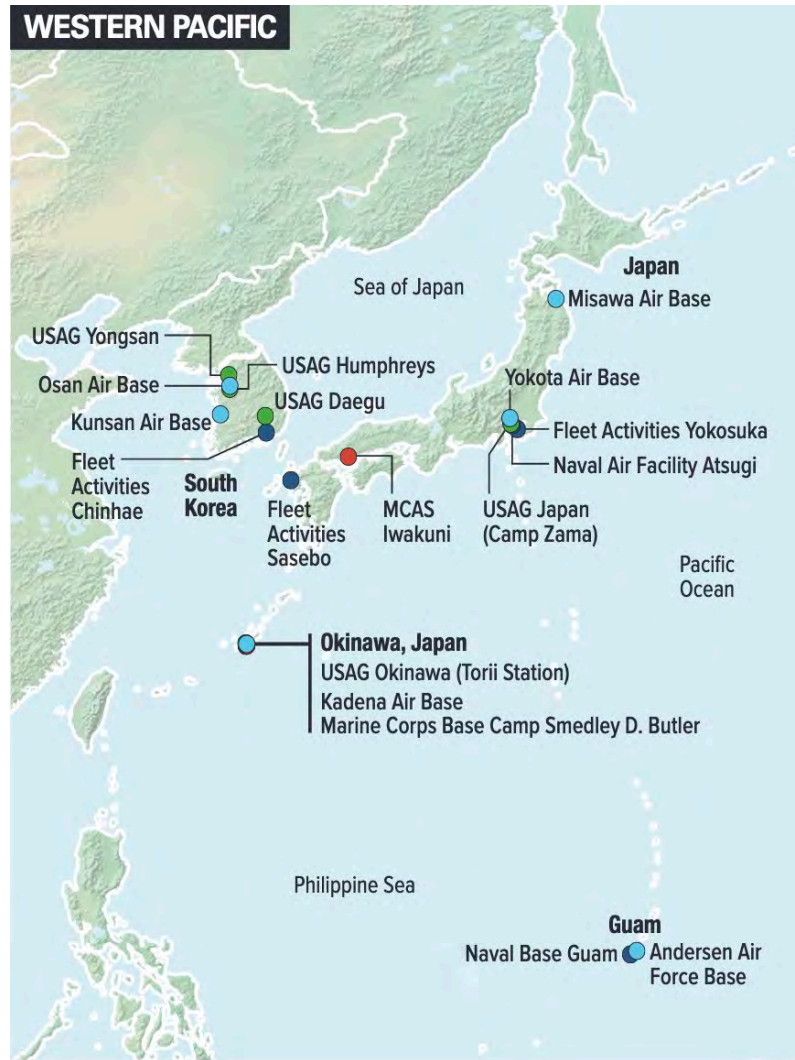 WESTERN PACIFIC
Sea of Japan
Japan
Misawa Air Base
USAG Yongsan
Osan Air Base
Kunsan Air Base
USAG Humphreys
USAG Daegu
Fleet
Activities
Chinhae
South
Korea
Fleet
Activities
Sasebo
MCAS
Iwakuni
Yokota Air Base
Fleet Activities Yokosuka
Naval Air Facility Atsugi
USAG Japan
(Camp Zama)
Pacific
Ocean
Okinawa, Japan
USAG Okinawa (Torii Station)
Kadena Air Base
Marine Corps Base Camp Smedley D. Butler
Philippine Sea
Guam
Naval Base Guam
Andersen Air
Force Base